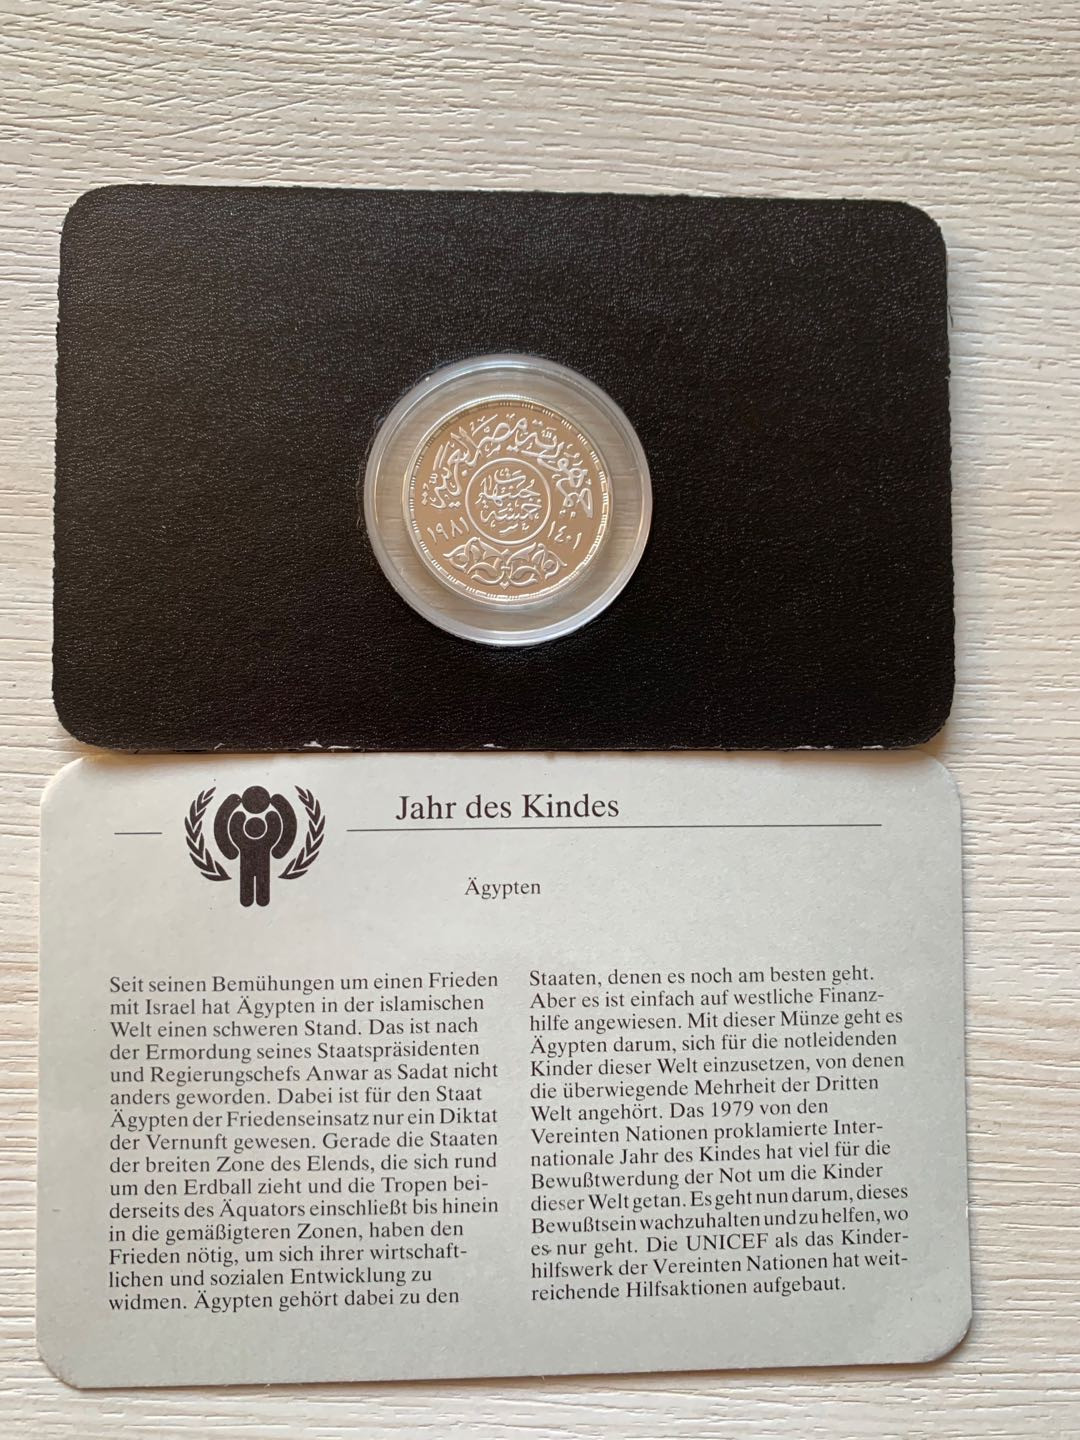 جمهورية مصر العربية
خمسة جنيهات
١٩٨١ ١٤٠١
Jahr des Kindes
Ägypten
Seit seinen Bemühungen um einen Frieden
mit Israel hat Ägypten in der islamischen
Welt einen schweren Stand. Das ist nach
der Ermordung seines Staatspräsidenten
und Regierungschefs Anwar as Sadat nicht
anders geworden. Dabei ist für den Staat
Ägypten der Friedenseinsatz nur ein Diktat
der Vernunft gewesen. Gerade die Staaten
der breiten Zone des Elends, die sich rund
um den Erdball zieht und die Tropen bei-
derseits des Äquators einschließt bis hinein
in die gemäßigteren Zonen, haben den
Frieden nötig, um sich ihrer wirtschaft-
lichen und sozialen Entwicklung zu
widmen. Ägypten gehört dabei zu den
Staaten, denen es noch am besten geht.
Aber es ist einfach auf westliche Finanz-
hilfe angewiesen. Mit dieser Münze geht es
Ägypten darum, sich für die notleidenden
Kinder dieser Welt einzusetzen, von denen
die überwiegende Mehrheit der Dritten
Welt angehört. Das 1979 von den
Vereinten Nationen proklamierte Inter-
nationale Jahr des Kindes hat viel für die
Bewußtwerdung der Not um die Kinder
dieser Welt getan. Es geht nun darum, dieses
Bewußtsein wachzuhalten und zu helfen, wo
es nur geht. Die UNICEF als das Kinder-
hilfswerk der Vereinten Nationen hat weit-
reichende Hilfsaktionen aufgebaut.